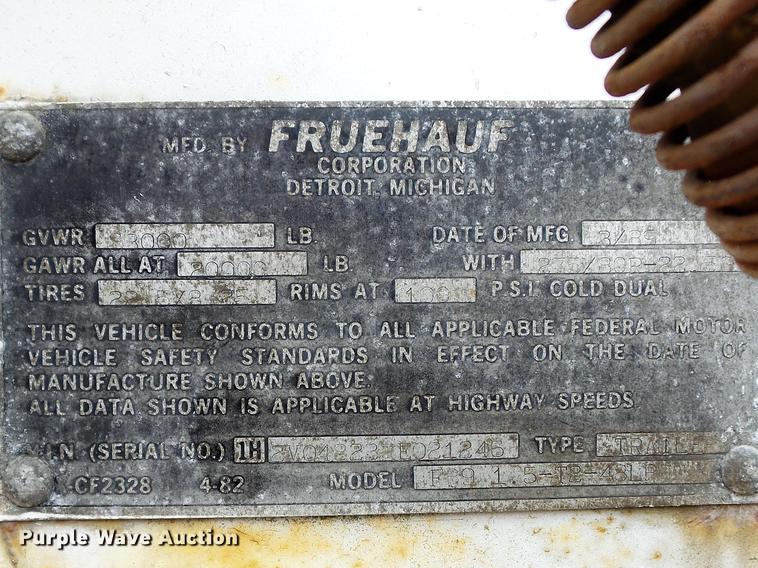 MFD. BY FRUEHAUF
CORPORATION
DETROIT, MICHIGAN
GVWR LB. DATE OF MFG.
GAWR ALL AT LB. WITH
TIRES RIMS AT 100 P.S.I. COLD DUAL
THIS VEHICLE CONFORMS TO ALL APPLICABLE FEDERAL MOTOR
VEHICLE SAFETY STANDARDS IN EFFECT ON THE DATE OF
MANUFACTURE SHOWN ABOVE.
ALL DATA SHOWN IS APPLICABLE AT HIGHWAY SPEEDS
(SERIAL NO.) 1H TYPE
CF2328 4-82 MODEL
Purple Wave Auction